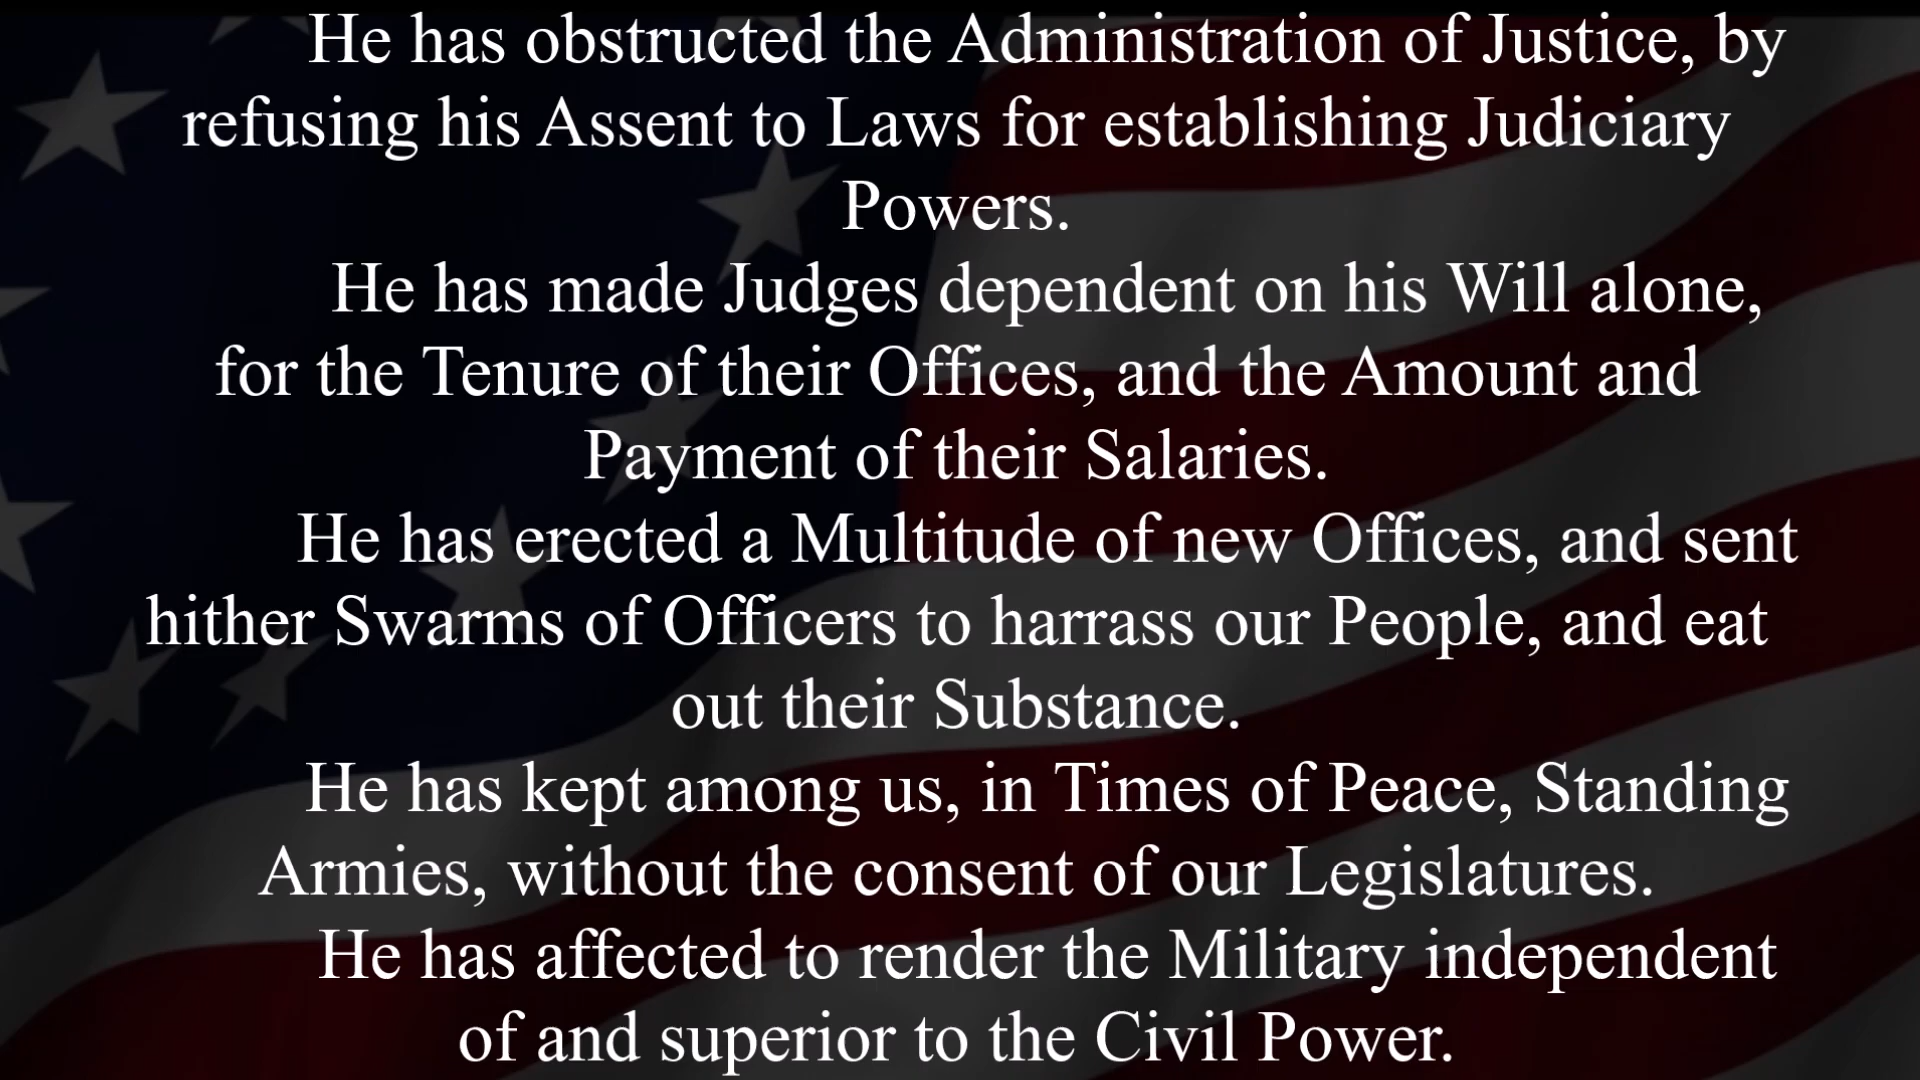 He has obstructed the Administration of Justice, by
refusing his Assent to Laws for establishing Judiciary
Powers.
He has made Judges dependent on his Will alone,
for the Tenure of their Offices, and the Amount and
Payment of their Salaries.
He has erected a Multitude of new Offices, and sent
hither Swarms of Officers to harrass our People, and eat
out their Substance.
He has kept among us, in Times of Peace, Standing
Armies, without the consent of our Legislatures.
He has affected to render the Military independent
of and superior to the Civil Power.